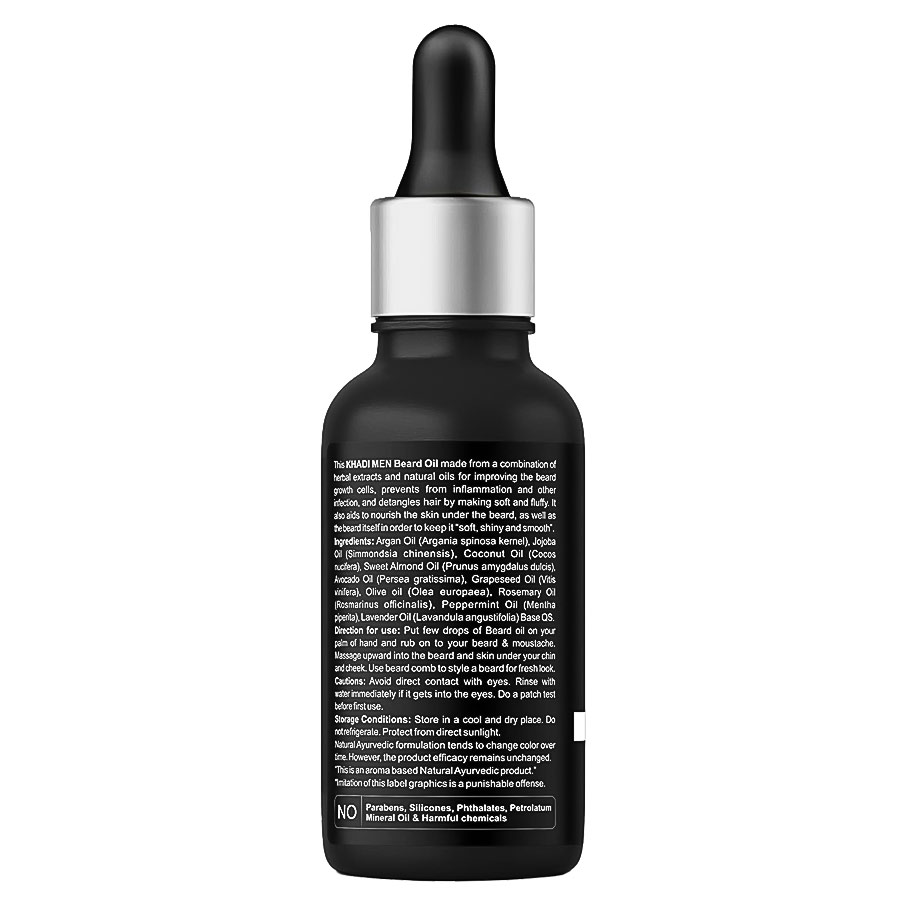 This KHADI MEN Beard Oil made from a combination of
herbal extracts and natural oils for improving the beard
growth cells, prevents from inflammation and other
infection, and detangles hair by making soft and fluffy. It
also aids to nourish the skin under the beard, as well as
the beard itself in order to keep it "soft, shiny and smooth".
Ingredients: Argan Oil (Argania spinosa kernel), Jojoba
Oil (Simmondsia chinensis), Coconut Oil (Cocos
nucifera), Sweet Almond Oil (Prunus amygdalus dulcis),
Avocado Oil (Persea gratissima), Grapeseed Oil (Vitis
vinifera), Olive oil (Olea europaea), Rosemary Oil
(Rosmarinus officinalis), Peppermint Oil (Mentha
piperita), Lavender Oil (Lavandula angustifolia) Base QS.
Direction for use: Put few drops of Beard oil on your
palm of hand and rub on to your beard & moustache.
Massage upward into the beard and skin under your chin
and cheek. Use beard comb to style a beard for fresh look.
Cautions: Avoid direct contact with eyes. Rinse with
water immediately if it gets into the eyes. Do a patch test
before first use.
Storage Conditions: Store in a cool and dry place. Do
not refrigerate. Protect from direct sunlight.
Natural Ayurvedic formulation tends to change color over
time. However, the product efficacy remains unchanged.
"This is an aroma based Natural Ayurvedic product."
"Imitation of this label graphics is a punishable offense.
NO Parabens, Silicones, Phthalates, Petrolatum
Mineral Oil & Harmful chemicals